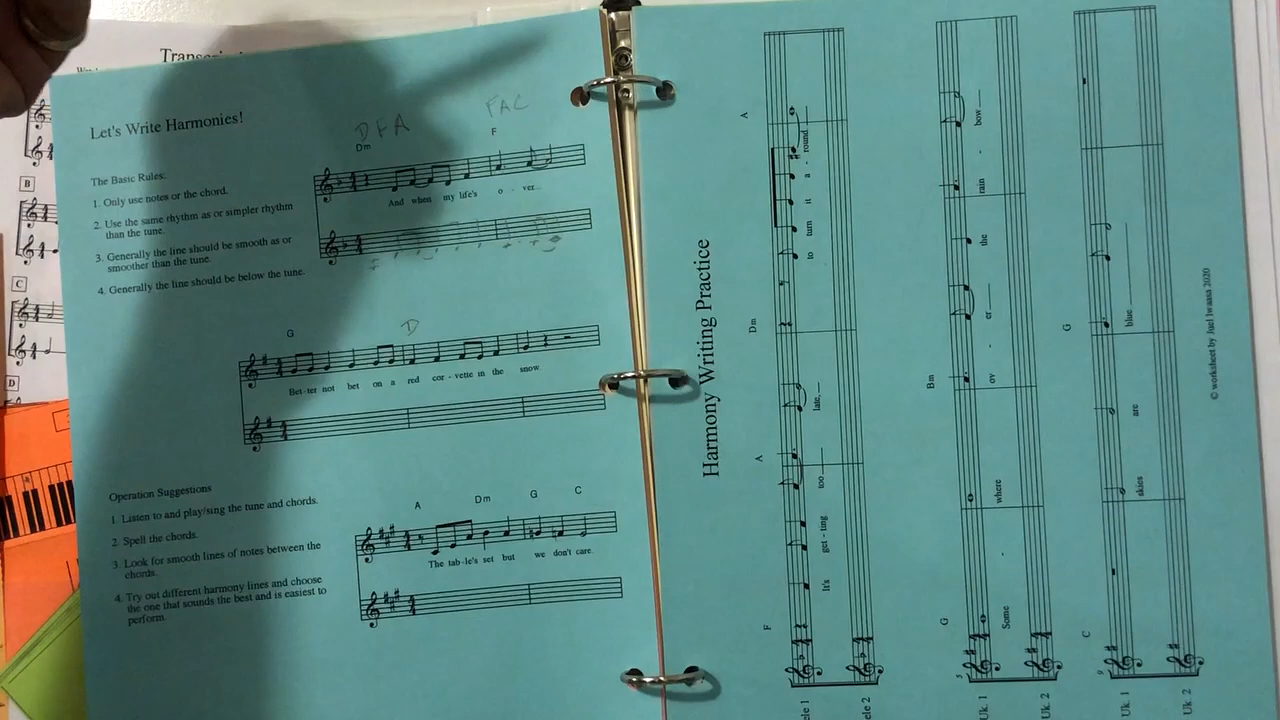 Let's Write Harmonies!
The Basic Rules:
1. Only use notes or the chord.
2. Use the same rhythm as or simpler rhythm
than the tune.
3. Generally the line should be smooth as or
smoother than the tune.
4. Generally the line should be below the tune.
DFA
FAC
Dm
F
And when my life's o - ver
G
D
Bet-ter not bet on a red cor - vette in the snow
Operation Suggestions
1. Listen to and play/sing the tune and chords.
2. Spell the chords.
3. Look for smooth lines of notes between the
chords.
4. Try out different harmony lines and choose
the one that sounds the best and is easiest to
perform.
A Dm G C
The tab-le's set but we don't care.
B
C
D
Harmony Writing Practice
F A Dm A
It's get - ting too late, to turn it a - round
ele 1
ele 2
G Bm
5
Some - where ov - er the rain - bow
Uk. 1
Uk. 2
C G
9
skies are blue
Uk. 1
Uk. 2
© worksheet by Juel Iwaasa 2020